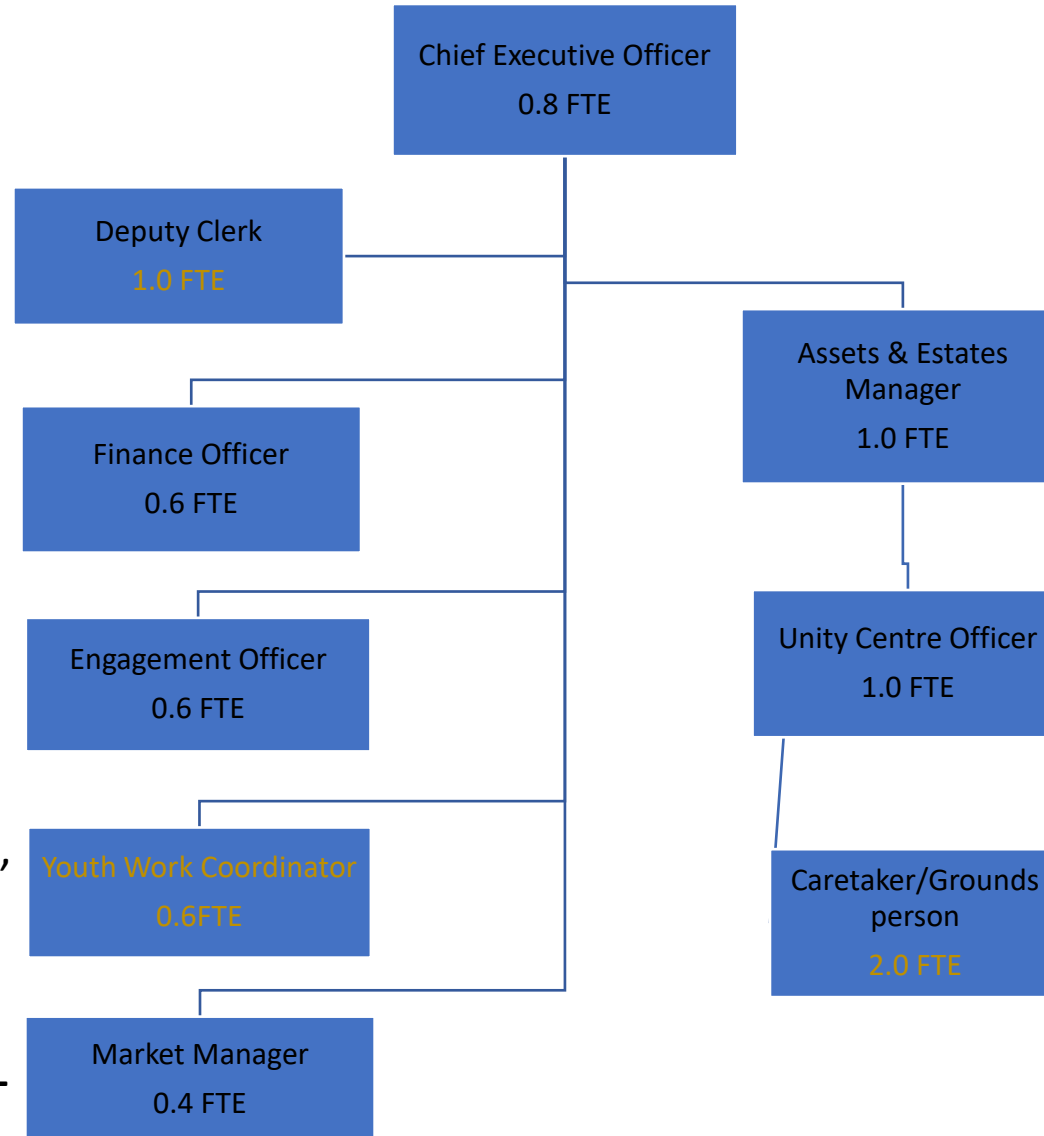 Chief Executive Officer
0.8 FTE
Deputy Clerk
1.0 FTE
Finance Officer
0.6 FTE
Engagement Officer
0.6 FTE
Youth Work Coordinator
0.6FTE
Market Manager
0.4 FTE
Assets & Estates
Manager
1.0 FTE
Unity Centre Officer
1.0 FTE
Caretaker/Grounds
person
2.0 FTE